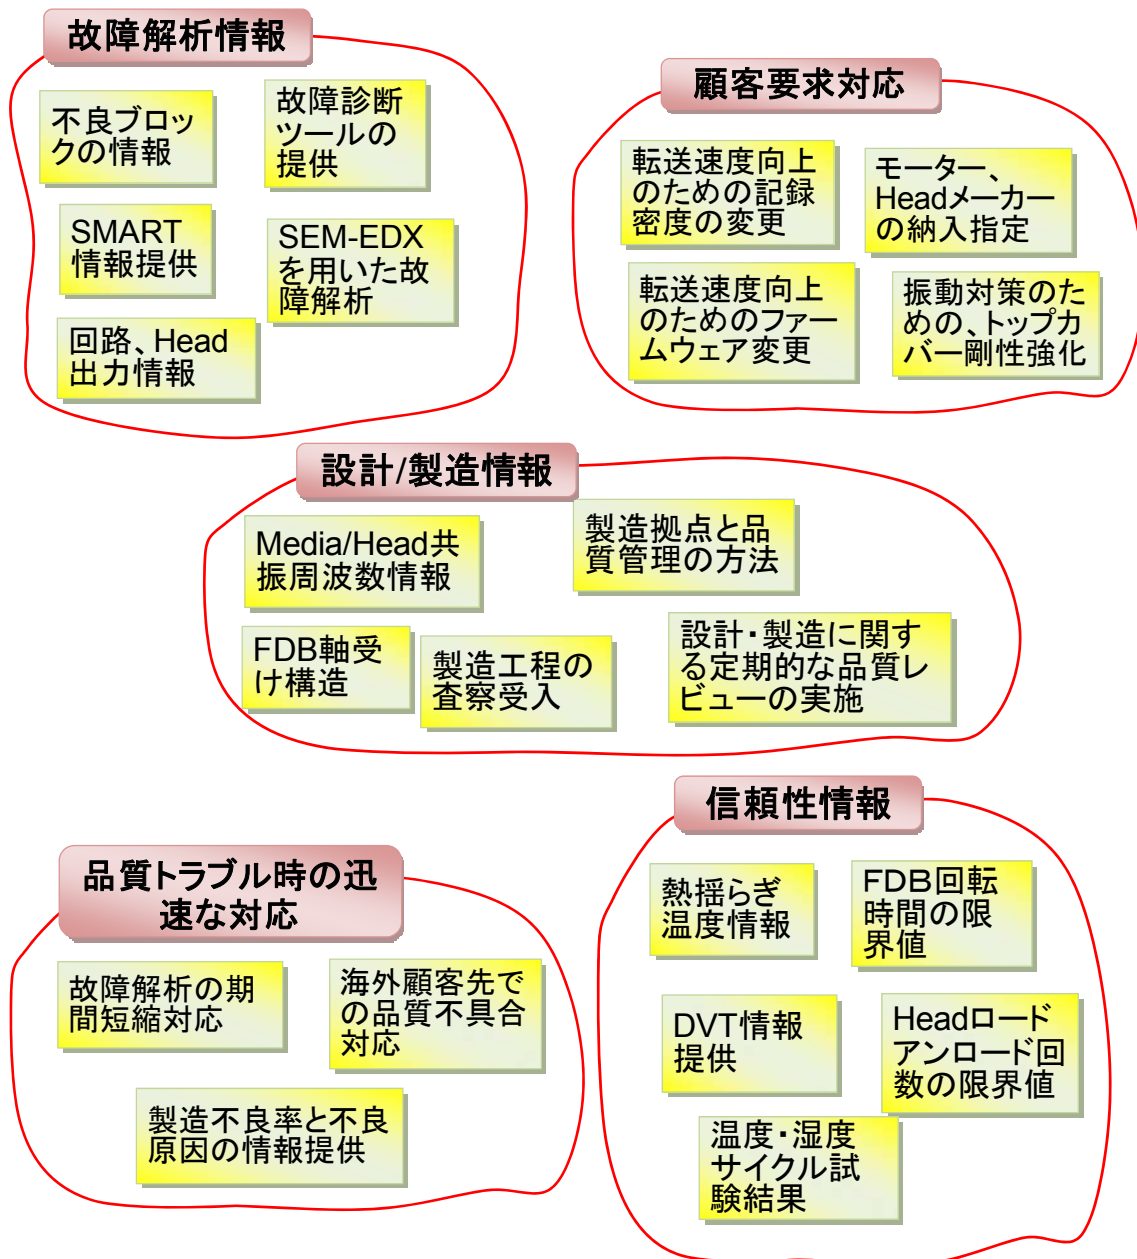 故障解析情報
不良ブロッ
クの情報
故障診断
ツールの
提供
SMART
情報提供
SEM-EDX
を用いた故
障解析
回路、Head
出力情報
顧客要求対応
転送速度向上
のための記録
密度の変更
モーター、
Headメーカー
の納入指定
転送速度向上
のためのファー
ムウェア変更
振動対策のた
めの、トップカ
バー剛性強化
設計/製造情報
Media/Head共
振周波数情報
製造拠点と品
質管理の方法
FDB軸受
け構造
製造工程の
査察受入
設計・製造に関す
る定期的な品質レ
ビューの実施
品質トラブル時の迅
速な対応
故障解析の期
間短縮対応
海外顧客先で
の品質不具合
対応
製造不良率と不良
原因の情報提供
信頼性情報
熱揺らぎ
温度情報
FDB回転
時間の限
界値
DVT情報
提供
Headロード
アンロード回
数の限界値
温度・湿度
サイクル試
験結果